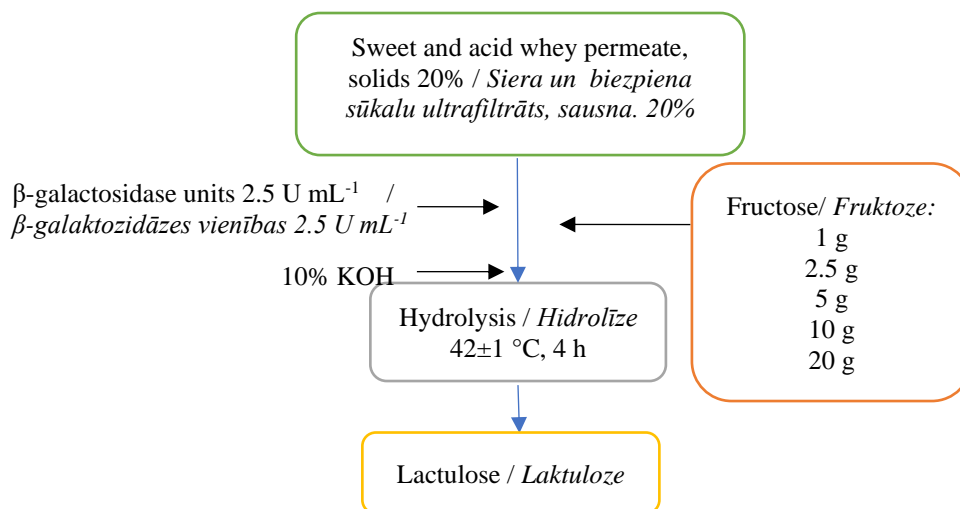 Sweet and acid whey permeate,
solids 20% / Siera un biezpiena
sūkalu ultrafiltrāts, sausna. 20%
β-galactosidase units 2.5 U mL-1 /
β-galaktozidāzes vienības 2.5 U mL-1
Fructose/ Fruktoze:
1 g
2.5 g
5 g
10 g
20 g
10% KOH
Hydrolysis / Hidrolīze
42±1 °C, 4 h
Lactulose / Laktuloze